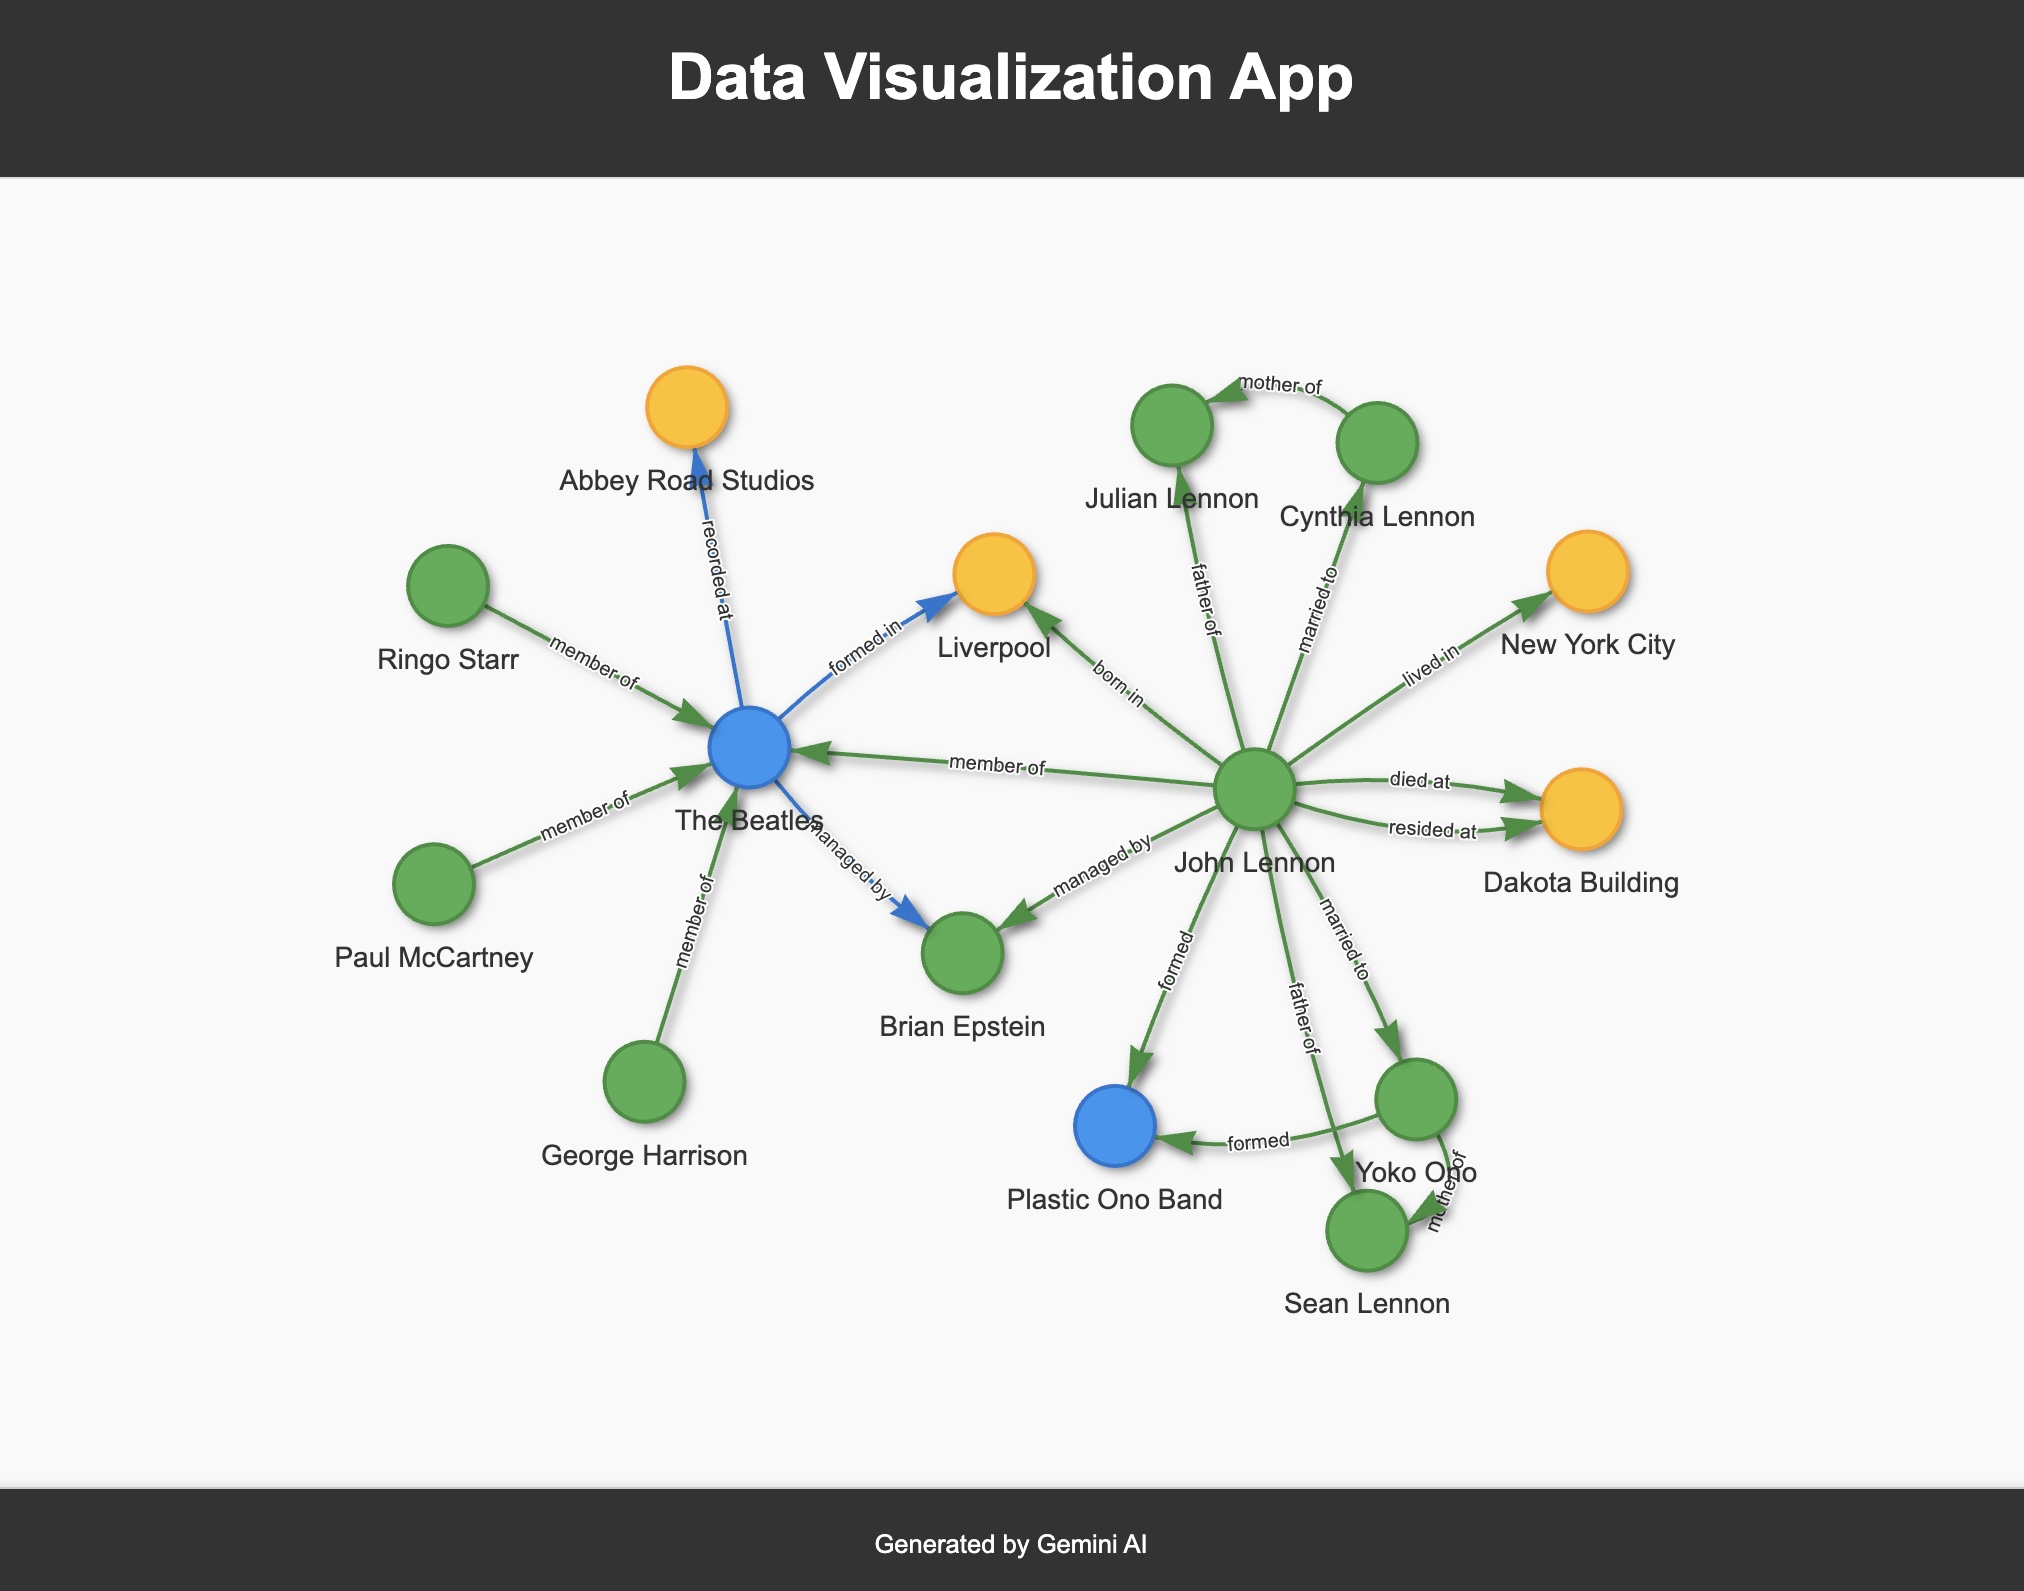 Data Visualization App
mother of
Abbey Road Studios
Julian Lennon
Cynthia Lennon
recorded at
father of
married to
Ringo Starr
member of
formed in
Liverpool
born in
lived in
New York City
member of
died at
resided at
member of
The Beatles
managed by
managed by
John Lennon
Dakota Building
member of
Paul McCartney
married to
formed
father of
Brian Epstein
George Harrison
formed
Yoko Ono
mother of
Plastic Ono Band
Sean Lennon
Generated by Gemini AI